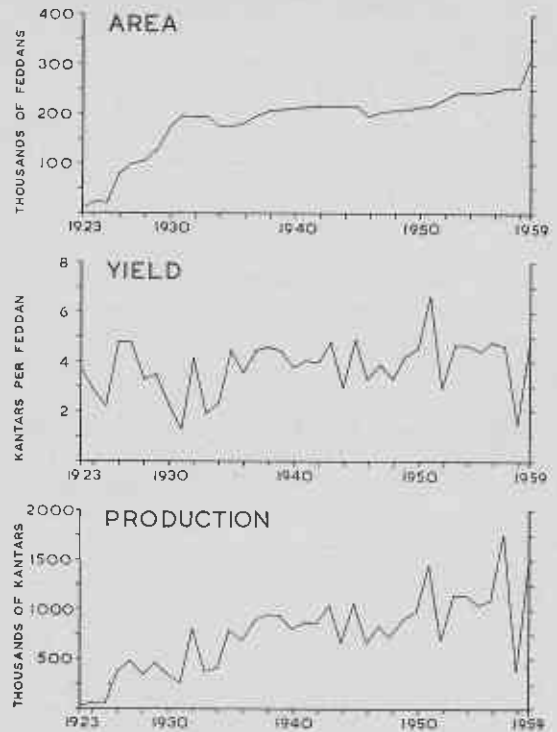 AREA
THOUSANDS OF FEDDANS
400
300
200
100
1923 1930 1940 1950 1959
YIELD
KANTARS PER FEDDAN
8
6
4
2
1923 1930 1940 1950 1959
PRODUCTION
THOUSANDS OF KANTARS
2000
1500
1000
500
1923 1930 1940 1950 1959